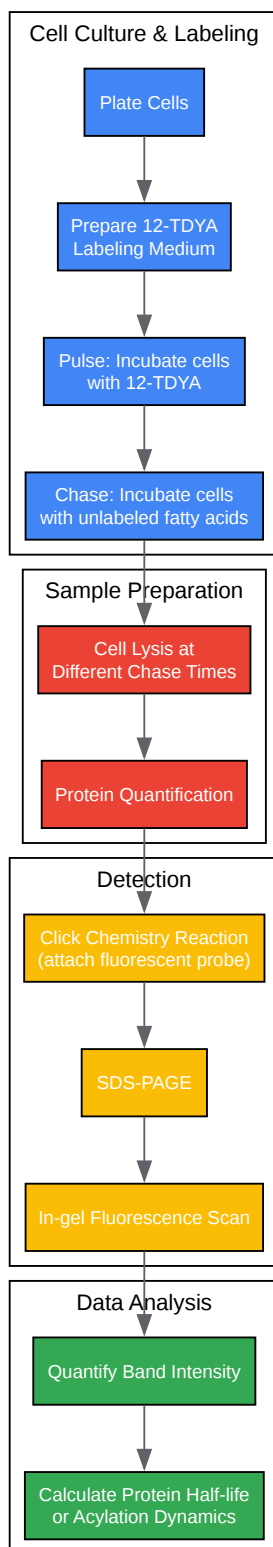 Cell Culture & Labeling
Plate Cells
Prepare 12-TDYA
Labeling Medium
Pulse: Incubate cells
with 12-TDYA
Chase: Incubate cells
with unlabeled fatty acids
Sample Preparation
Cell Lysis at
Different Chase Times
Protein Quantification
Detection
Click Chemistry Reaction
(attach fluorescent probe)
SDS-PAGE
In-gel Fluorescence Scan
Data Analysis
Quantify Band Intensity
Calculate Protein Half-life
or Acylation Dynamics